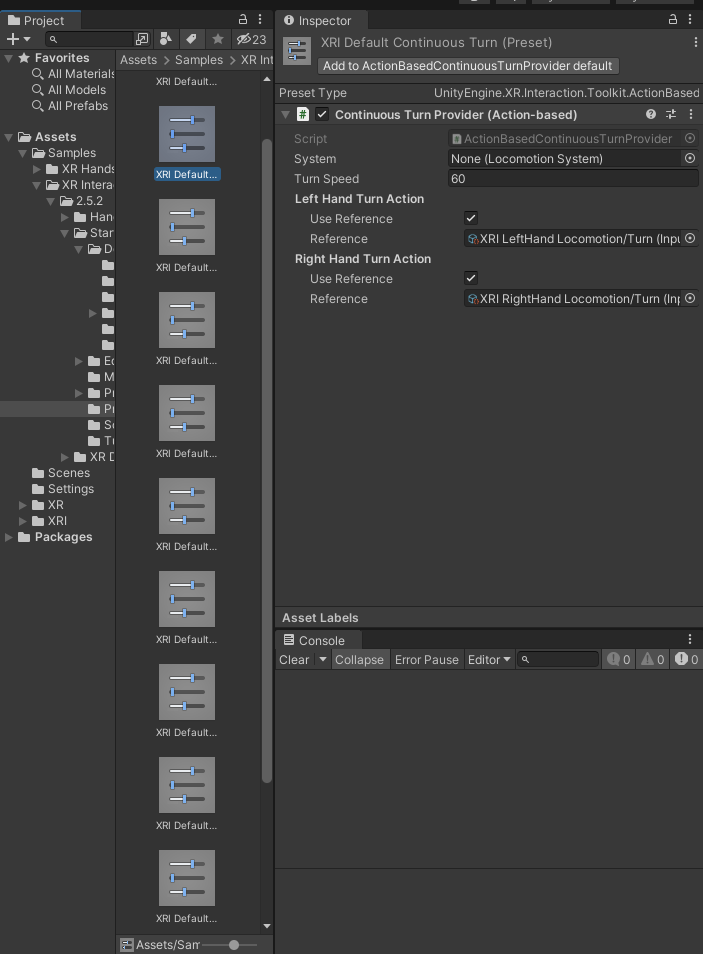 Project
23
Favorites
All Materials
All Models
All Prefabs
Assets
Samples
XR Hands
XR Intera
2.5.2
Han
Star
D
Ed
M
Pr
Pr
Sc
Tu
XR D
Scenes
Settings
XR
XRI
Packages
Assets > Samples > XR Int
XRI Default...
XRI Default...
XRI Default...
XRI Default...
XRI Default...
XRI Default...
XRI Default...
XRI Default...
XRI Default...
XRI Default...
Assets/Sam
Inspector
XRI Default Continuous Turn (Preset)
Add to ActionBasedContinuousTurnProvider default
Preset Type UnityEngine.XR.Interaction.Toolkit.ActionBased
Continuous Turn Provider (Action-based)
Script ActionBasedContinuousTurnProvider
System None (Locomotion System)
Turn Speed 60
Left Hand Turn Action
Use Reference
Reference XRI LeftHand Locomotion/Turn (Inpu
Right Hand Turn Action
Use Reference
Reference XRI RightHand Locomotion/Turn (Inp
Asset Labels
Console
Clear Collapse Error Pause Editor 0 0 0